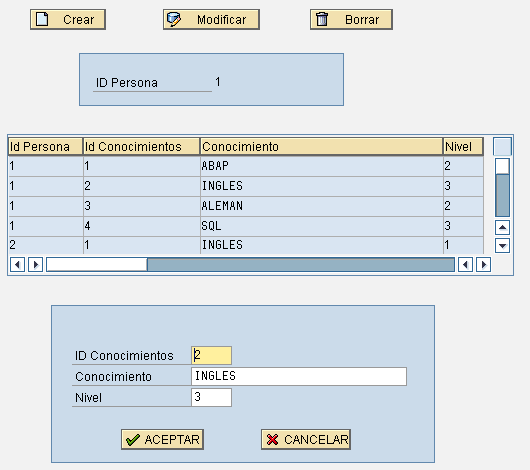 Crear Modificar Borrar
ID Persona 1
Id Persona Id Conocimientos Conocimiento Nivel
1 1 ABAP 2
1 2 INGLES 3
1 3 ALEMAN 2
1 4 SQL 3
2 1 INGLES 1
ID Conocimientos 2
Conocimiento INGLES
Nivel 3
ACEPTAR CANCELAR